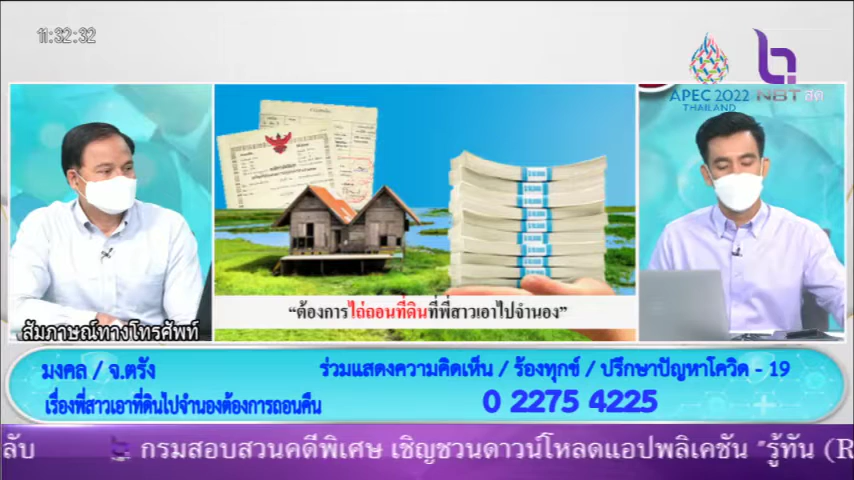 11:32:32
APEC 2022
THAILAND
NBT สด
"ต้องการไถ่ถอนที่ดินที่พี่สาวเอาไปจำนอง"
สัมภาษณ์ทางโทรศัพท์
มงคล / จ.ตรัง
ร่วมแสดงความคิดเห็น / ร้องทุกข์ / ปรึกษาปัญหาโควิด - 19
เรื่องพี่สาวเอาที่ดินไปจำนองต้องการถอนคืน
0 2275 4225
ลับ กรมสอบสวนคดีพิเศษ เชิญชวนดาวน์โหลดแอปพลิเคชัน "รู้ทัน (R